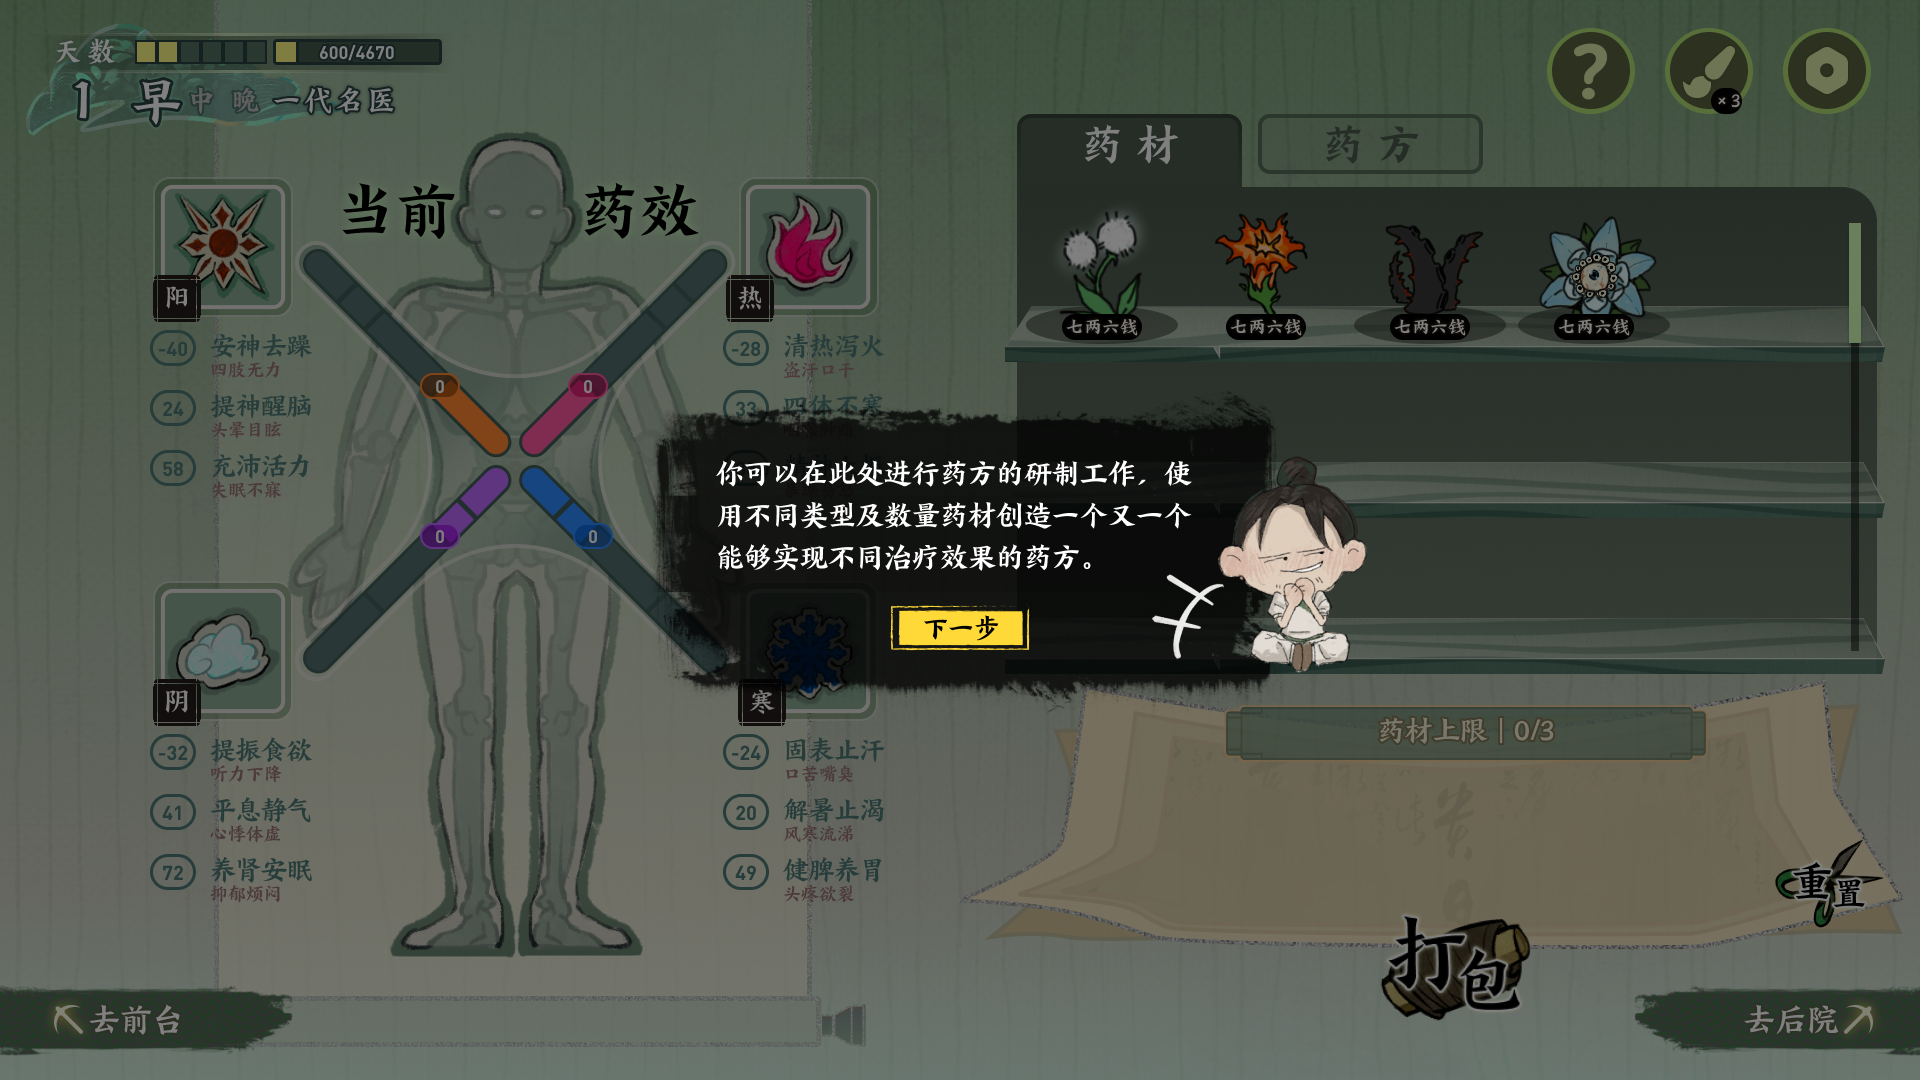 天数
600/4670
1 早 中 晚 一代名医
×3
当前 药效
药材
药方
阳
-40 安神去躁
四肢无力
24 提神醒脑
头晕目眩
58 充沛活力
失眠不寐
热
-28 清热泻火
盗汗口干
33 四体不寒
0
0
0
0
七两六钱
七两六钱
七两六钱
七两六钱
你可以在此处进行药方的研制工作，使
用不同类型及数量药材创造一个又一个
能够实现不同治疗效果的药方。
下一步
阴
-32 提振食欲
听力下降
41 平息静气
心悸体虚
72 养肾安眠
抑郁烦闷
寒
-24 固表止汗
口苦嘴臭
20 解暑止渴
风寒流涕
49 健脾养胃
头疼欲裂
药材上限｜0/3
重置
打包
去前台
去后院